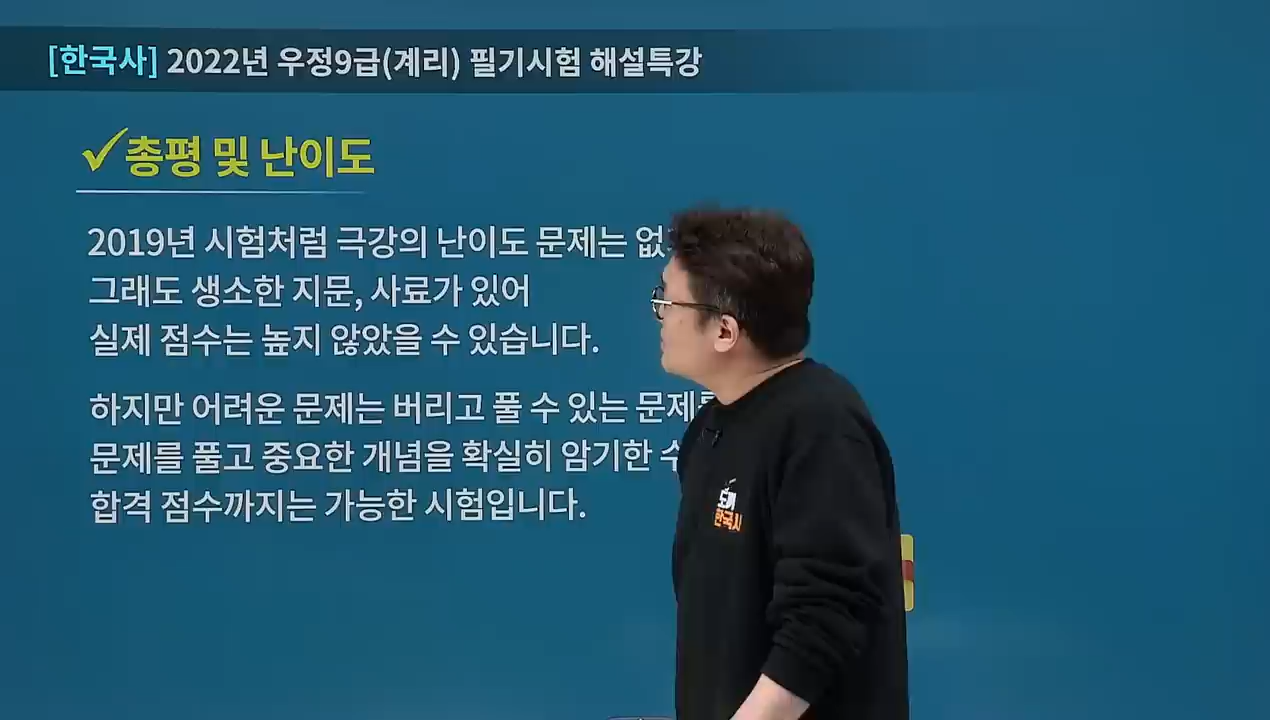 [한국사] 2022년 우정9급(계리) 필기시험 해설특강
총평 및 난이도
2019년 시험처럼 극강의 난이도 문제는
그래도 생소한 지문, 사료가 있어
실제 점수는 높지 않았을 수 있습니다.
하지만 어려운 문제는 버리고 풀 수 있는
문제를 풀고 중요한 개념을 확실히 암기한
합격 점수까지는 가능한 시험입니다.
한국사